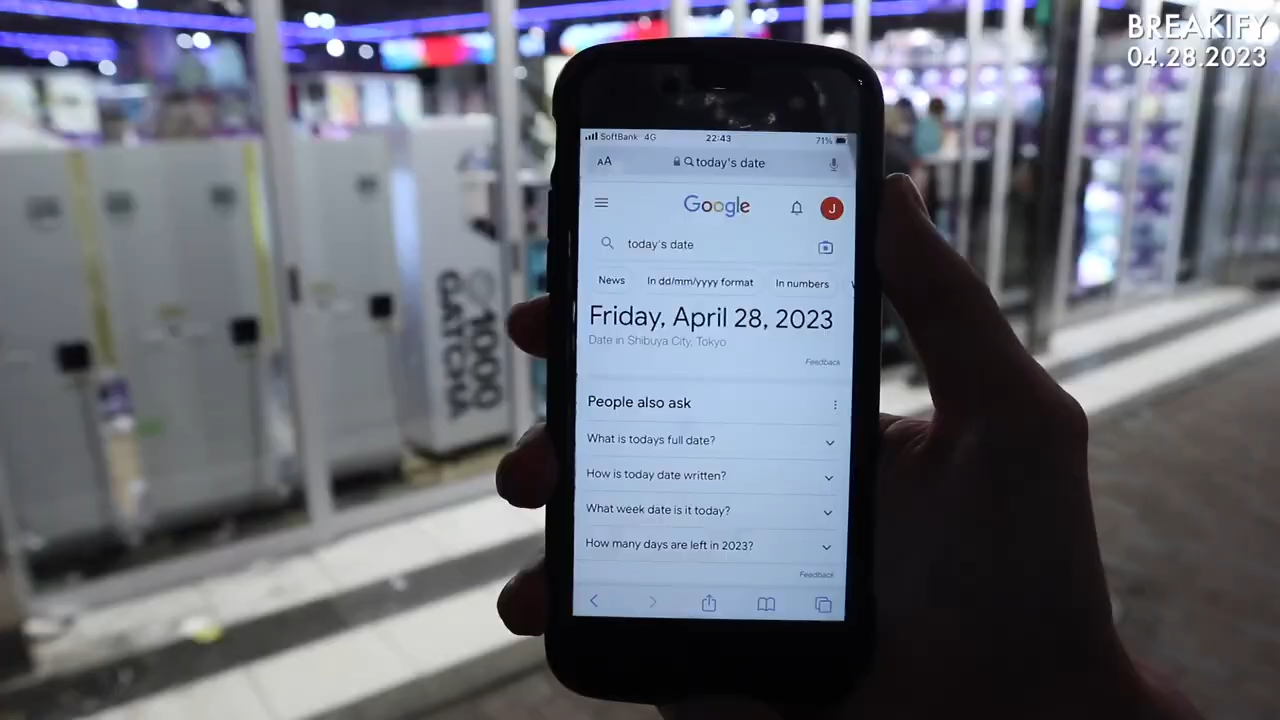 BREAKIFY
04.28.2023
SoftBank 4G 22:43 71%
AA today's date
Google J
today's date
News In dd/mm/yyyy format In numbers
Friday, April 28, 2023
Date in Shibuya City, Tokyo
Feedback
People also ask
What is todays full date?
How is today date written?
What week date is it today?
How many days are left in 2023?
Feedback
#1000
GATCHA